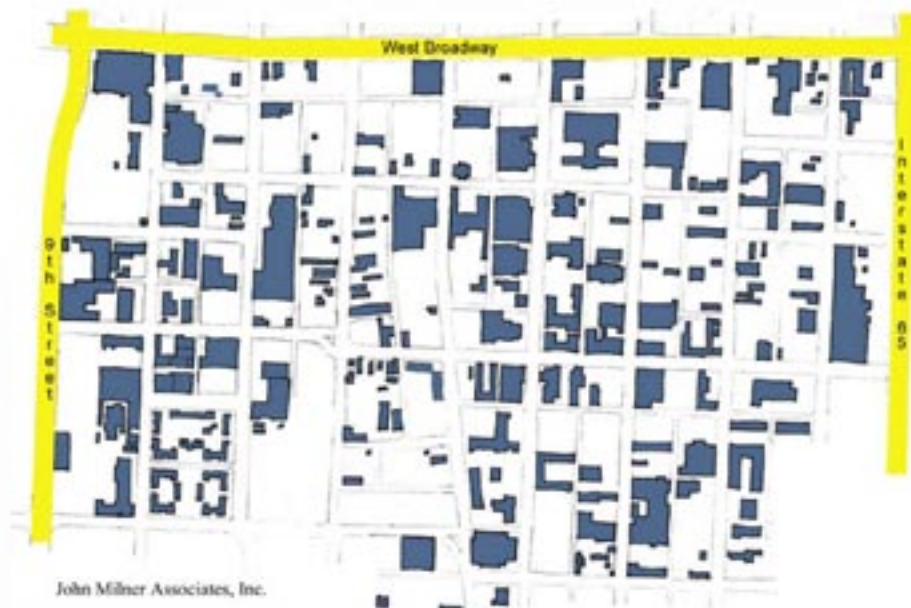 West Broadway
9th Street
Interstate 65
John Milner Associates, Inc.